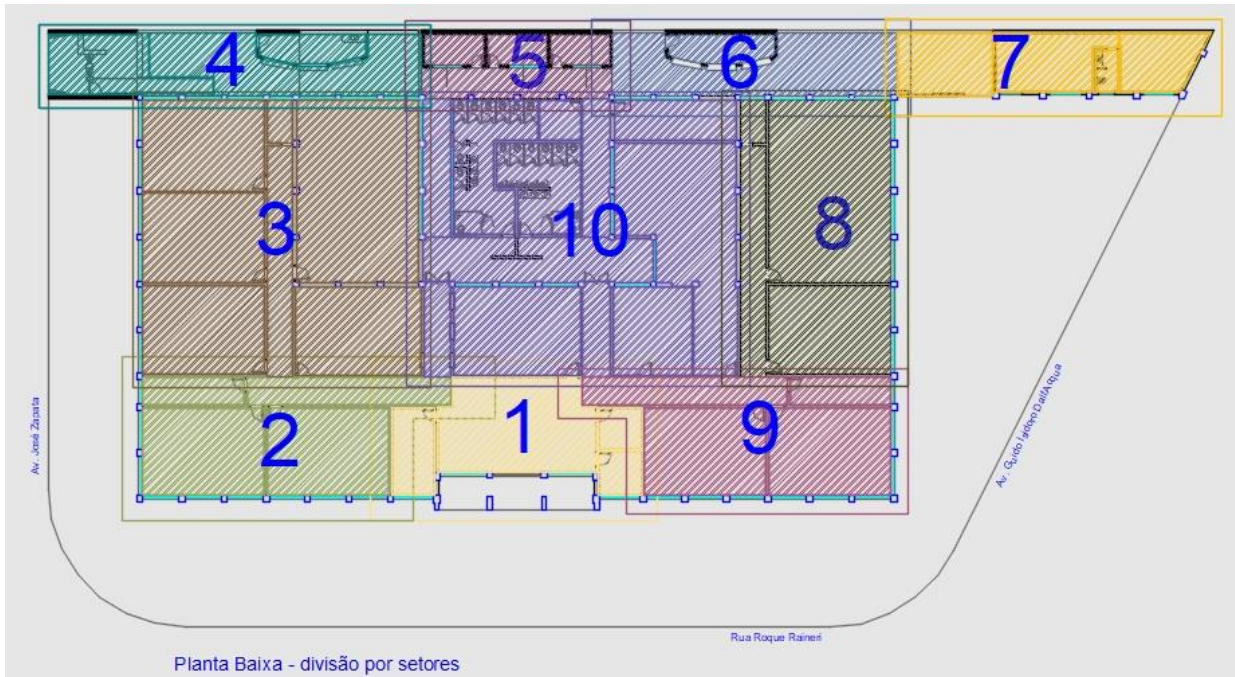 4
5
6
7
3
10
8
2
1
9
Av. José Zapata
Av. Guido Isidoro Dall'Acqua
Rua Roque Raineri
Planta Baixa - divisão por setores